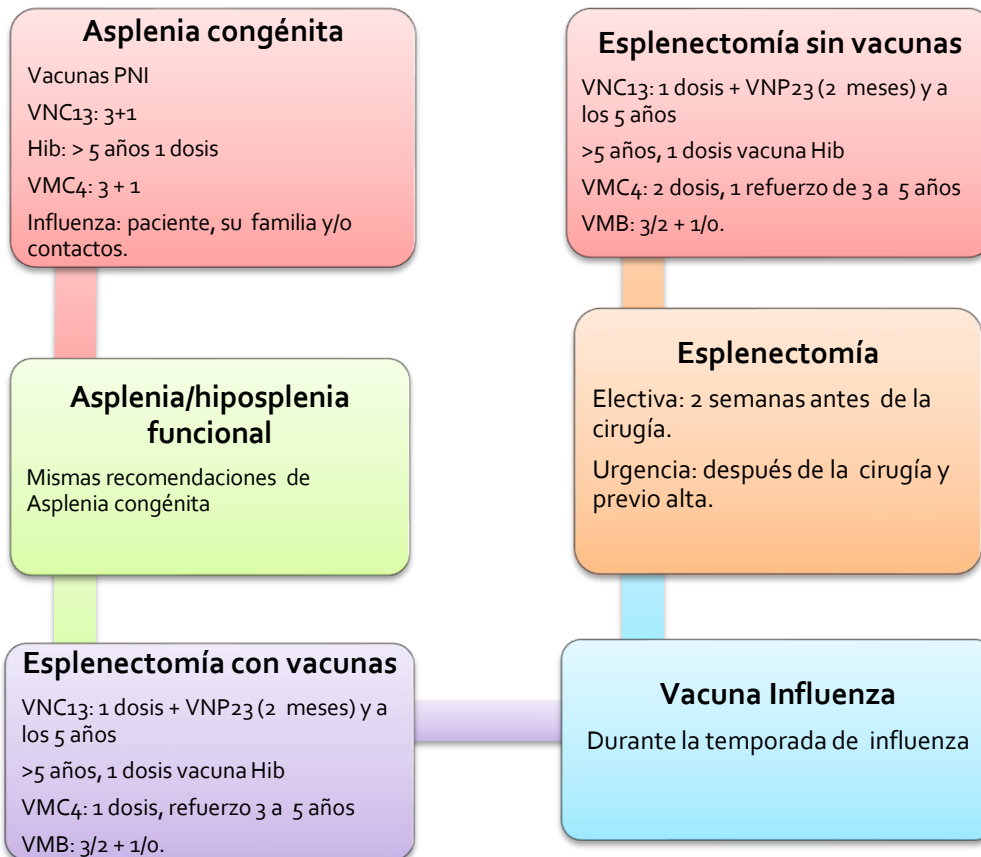 Asplenia congénita
Vacunas PNI
VNC13: 3+1
Hib: > 5 años 1 dosis
VMC4: 3 + 1
Influenza: paciente, su familia y/o
contactos.
Asplenia/hiposplenia
funcional
Mismas recomendaciones de
Asplenia congénita
Esplenectomía con vacunas
VNC13: 1 dosis + VNP23 (2 meses) y a
los 5 años
>5 años, 1 dosis vacuna Hib
VMC4: 1 dosis, refuerzo 3 a 5 años
VMB: 3/2 + 1/0.
Vacuna Influenza
Durante la temporada de influenza
Esplenectomía
Electiva: 2 semanas antes de la
cirugía.
Urgencia: después de la cirugía y
previo alta.
Esplenectomía sin vacunas
VNC13: 1 dosis + VNP23 (2 meses) y a
los 5 años
>5 años, 1 dosis vacuna Hib
VMC4: 2 dosis, 1 refuerzo de 3 a 5 años
VMB: 3/2 + 1/0.